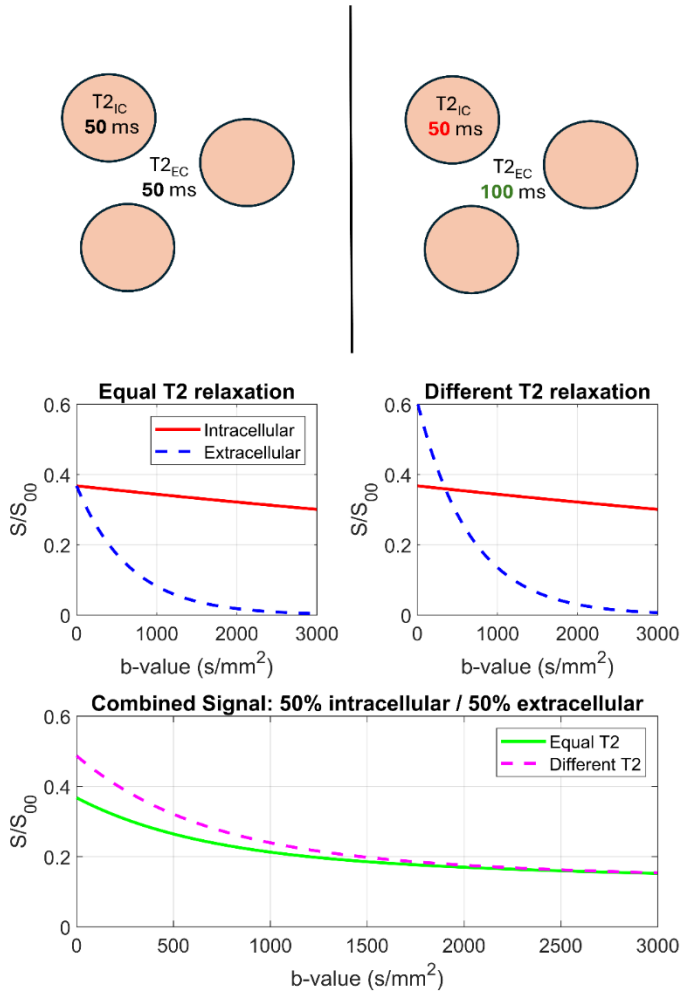 T2IC
50 ms
T2EC
50 ms
T2IC
50 ms
T2EC
100 ms
Equal T2 relaxation
0.6
0.4
0.2
0
S/S00
Intracellular
Extracellular
0
1000
2000
3000
b-value (s/mm2)
Different T2 relaxation
0.6
0.4
0.2
0
S/S00
0
1000
2000
3000
b-value (s/mm2)
Combined Signal: 50% intracellular / 50% extracellular
0.6
0.4
0.2
0
S/S00
Equal T2
Different T2
0
500
1000
1500
2000
2500
3000
b-value (s/mm2)